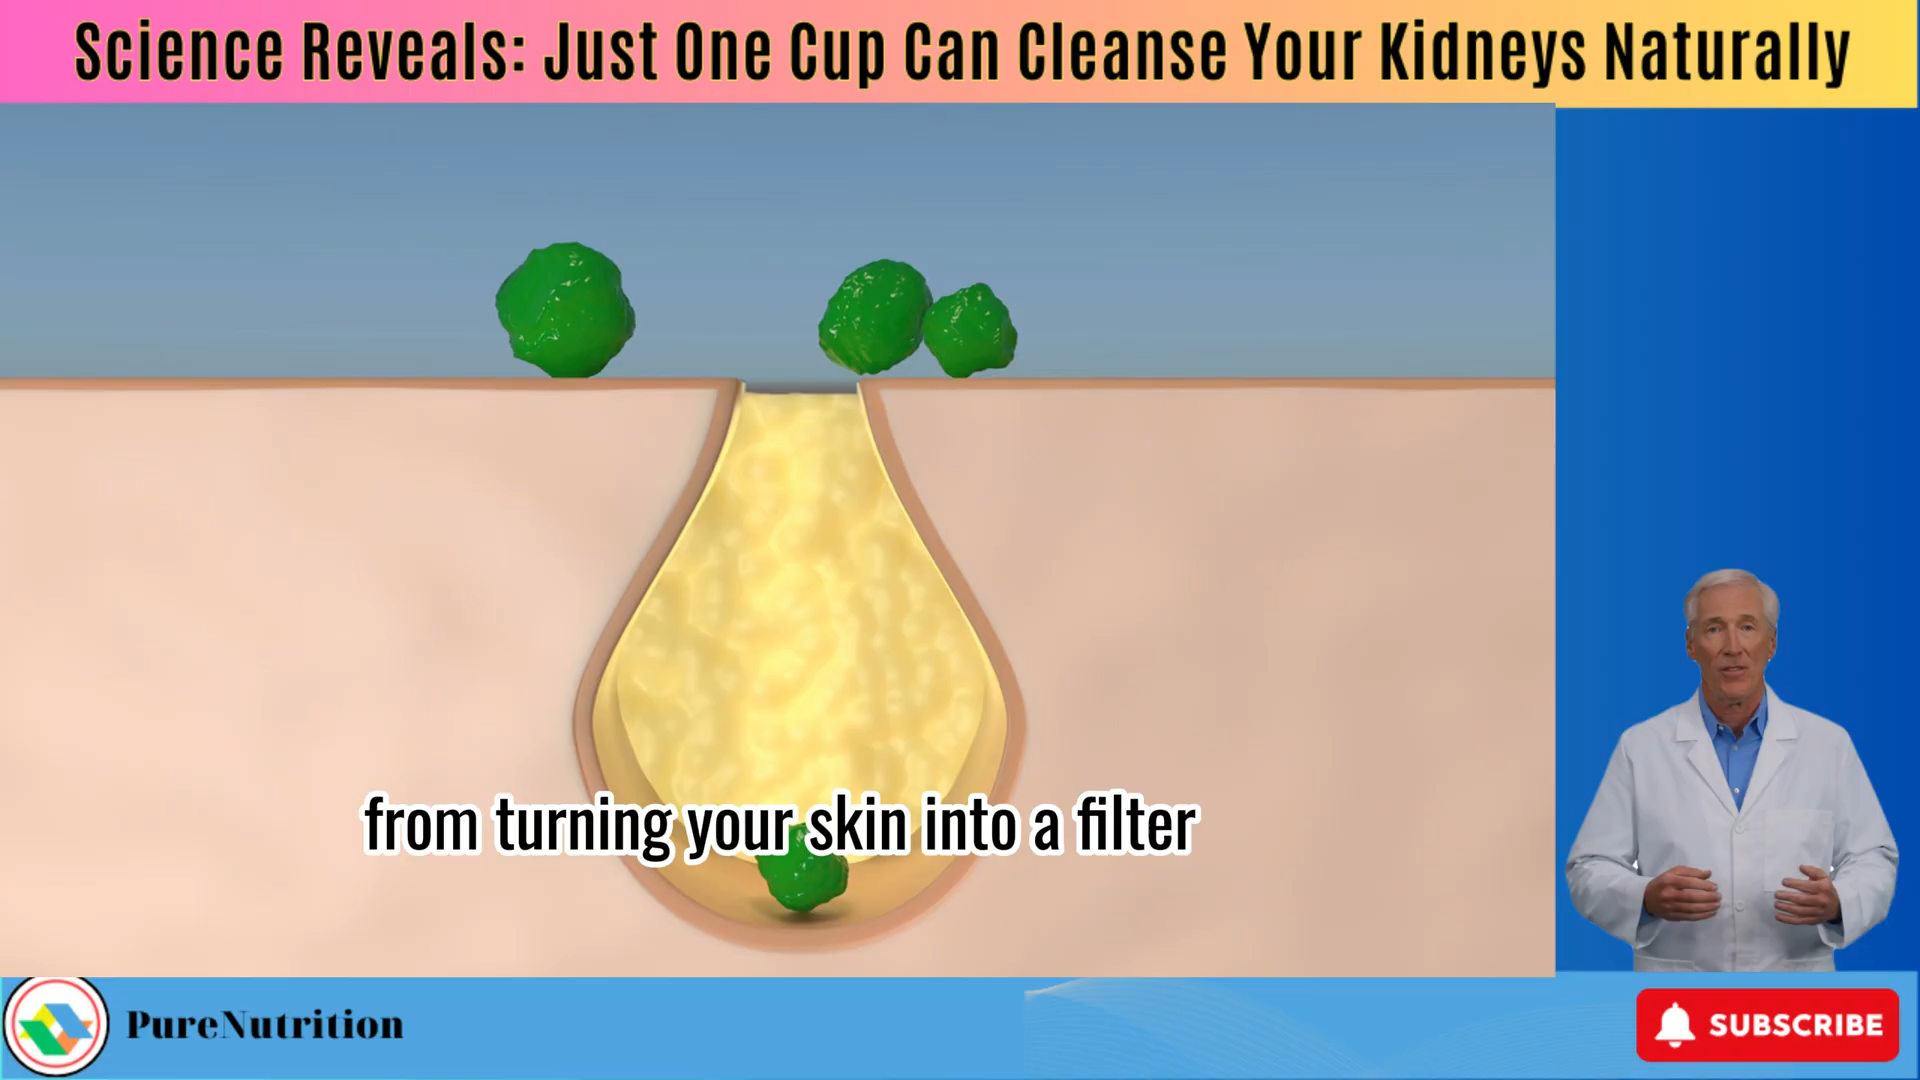 Science Reveals: Just One Cup Can Cleanse Your Kidneys Naturally
from turning your skin into a filter
PureNutrition
SUBSCRIBE